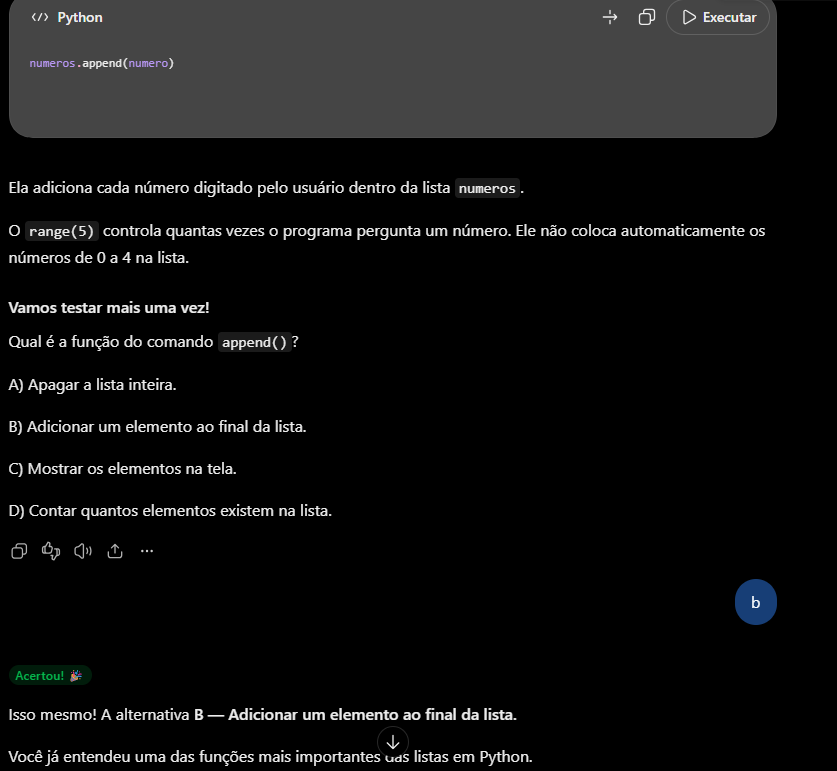 </> Python
Executar
numeros.append(numero)
Ela adiciona cada número digitado pelo usuário dentro da lista numeros.
O range(5) controla quantas vezes o programa pergunta um número. Ele não coloca automaticamente os
números de 0 a 4 na lista.
Vamos testar mais uma vez!
Qual é a função do comando append()?
A) Apagar a lista inteira.
B) Adicionar um elemento ao final da lista.
C) Mostrar os elementos na tela.
D) Contar quantos elementos existem na lista.
b
Acertou! 🎉
Isso mesmo! A alternativa B — Adicionar um elemento ao final da lista.
Você já entendeu uma das funções mais importantes das listas em Python.